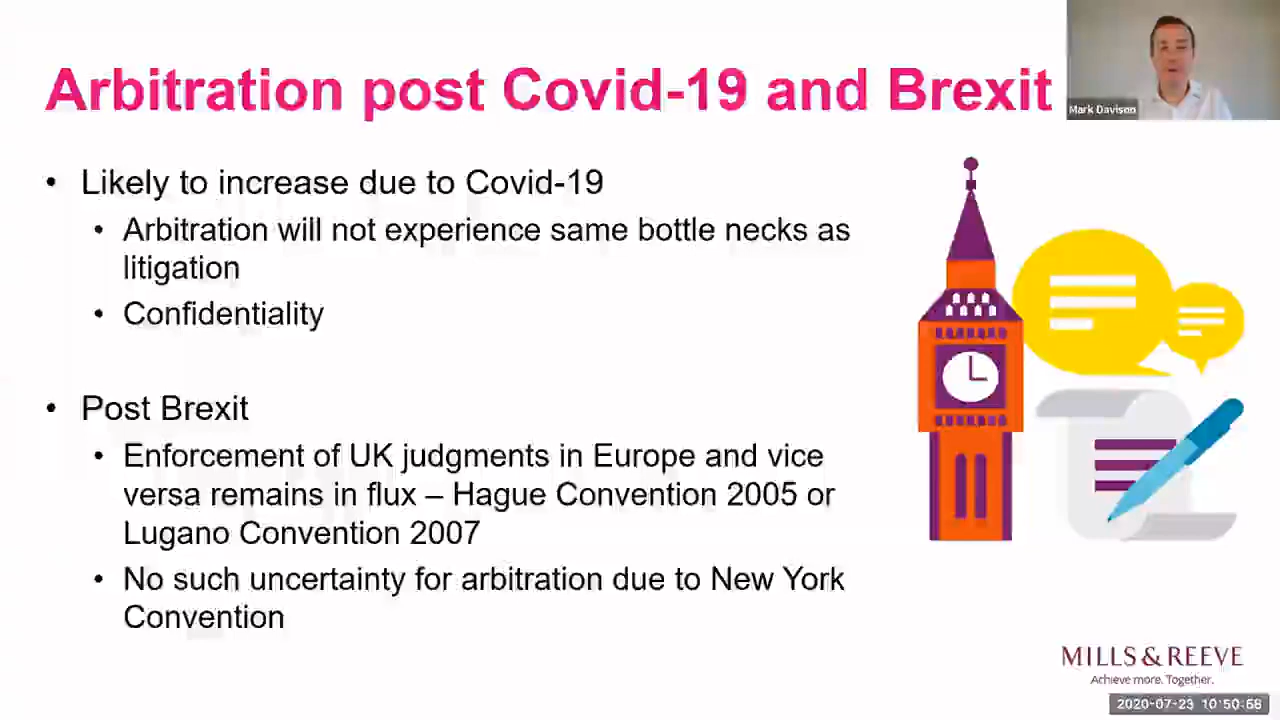 Arbitration post Covid-19 and Brexit
Mark Davison
• Likely to increase due to Covid-19
• Arbitration will not experience same bottle necks as
litigation
• Confidentiality
• Post Brexit
• Enforcement of UK judgments in Europe and vice
versa remains in flux – Hague Convention 2005 or
Lugano Convention 2007
• No such uncertainty for arbitration due to New York
Convention
MILLS & REEVE
Achieve more. Together.
2020-07-23 10:50:58